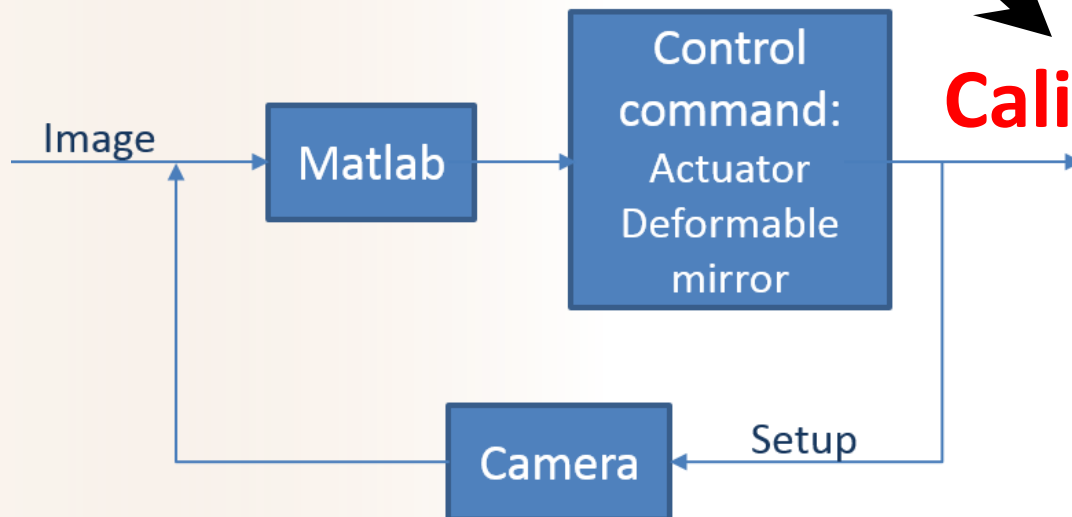 Image
Matlab
Control
command:
Actuator
Deformable
mirror
Cali
Camera
Setup